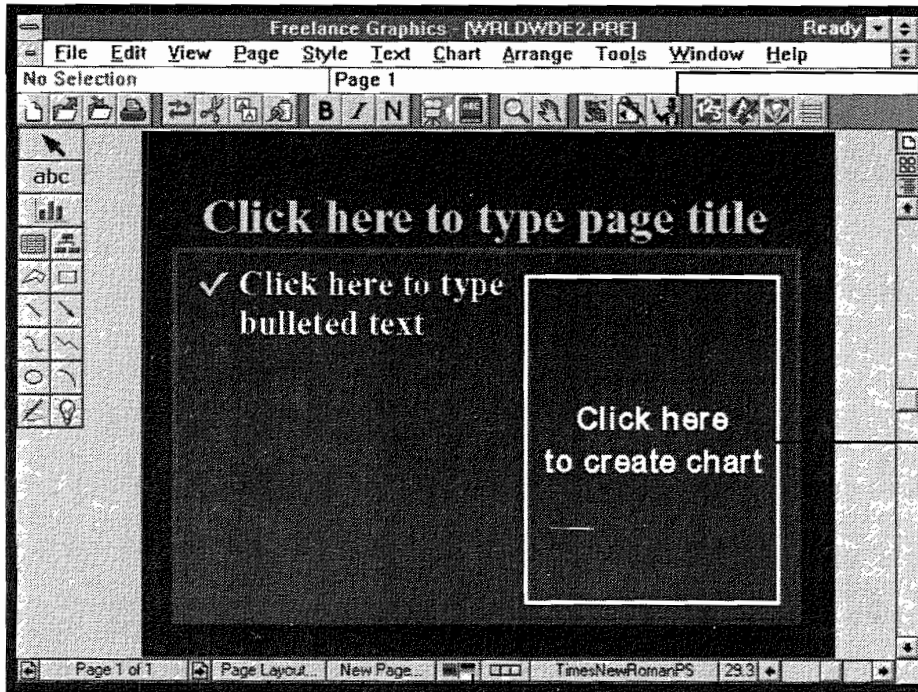 Freelance Graphics - [WRLDWDE2.PRE] Ready
File Edit View Page Style Text Chart Arrange Tools Window Help
No Selection Page 1
B I N
abc
Click here to type page title
✓ Click here to type
bulleted text
Click here
to create chart
Page 1 of 1 Page Layout... New Page... TimesNewRomanPS 29.3